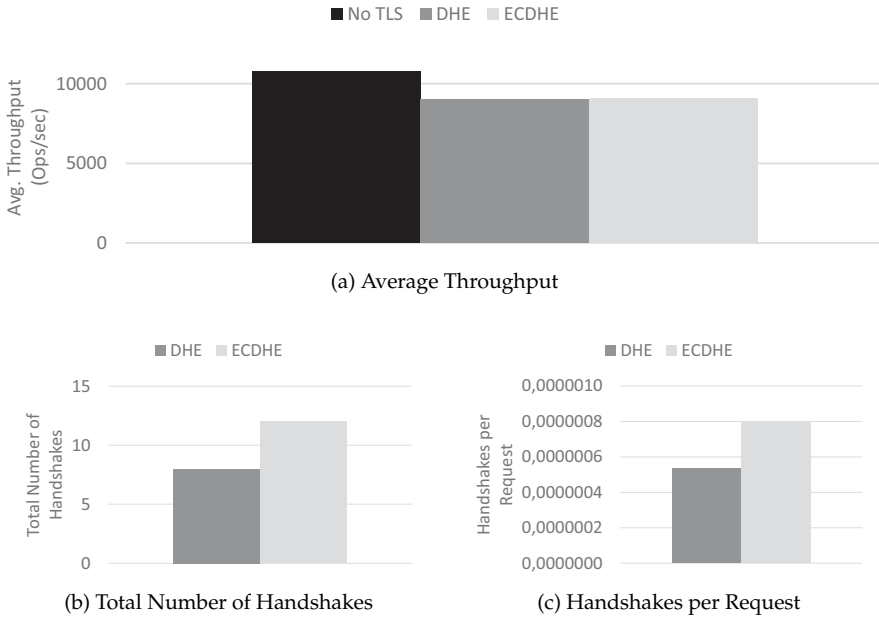 No TLS DHE ECDHE
Avg. Throughput
(Ops/sec)
10000
5000
0
(a) Average Throughput
DHE ECDHE
Total Number of
Handshakes
15
10
5
0
(b) Total Number of Handshakes
DHE ECDHE
Handshakes per
Request
0,0000010
0,0000008
0,0000006
0,0000004
0,0000002
0,0000000
(c) Handshakes per Request